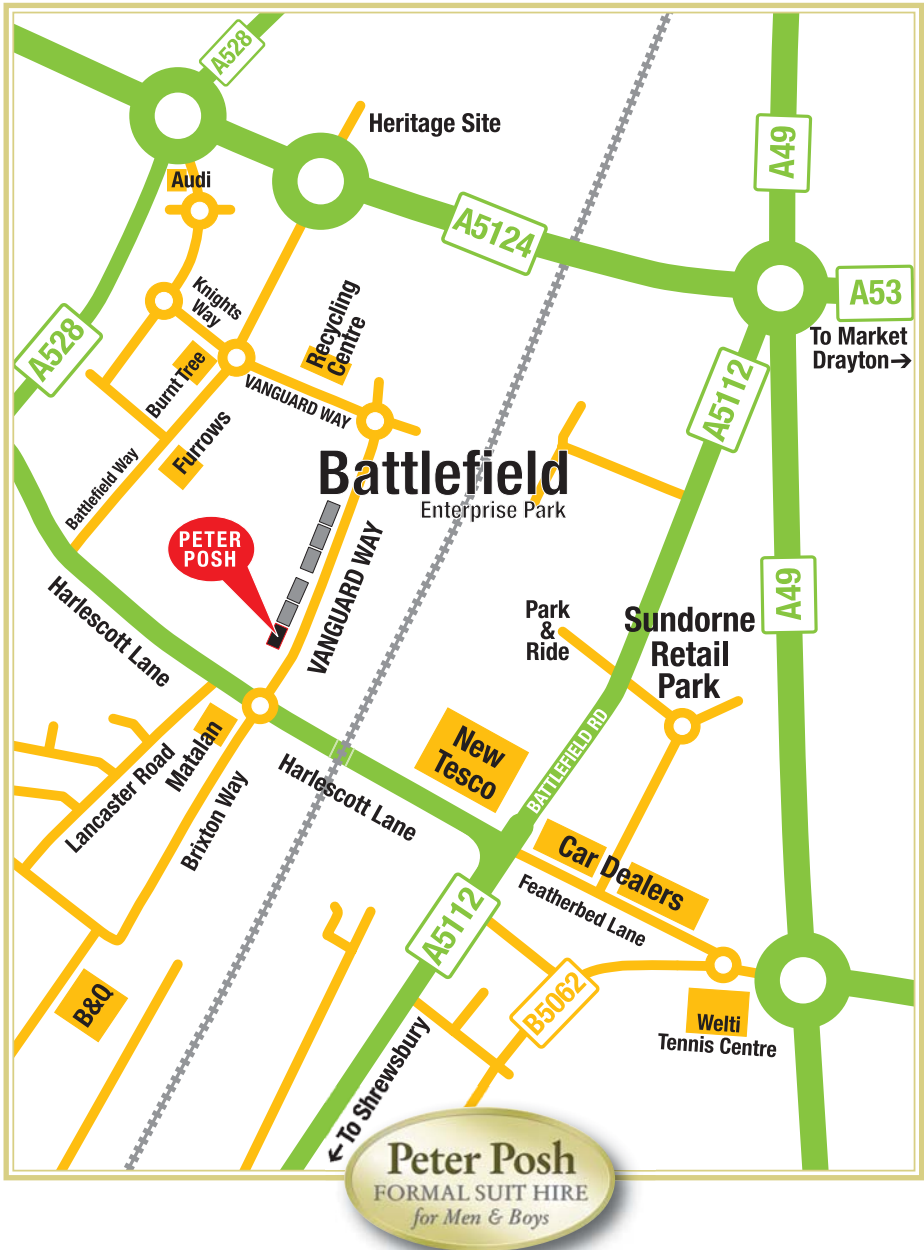 A528
Heritage Site
A49
Audi
A5124
A53
To Market
Drayton→
Knights
Way
Recycling
Centre
A528
Burnt Tree
VANGUARD WAY
A5112
Furrows
Battlefield Way
Battlefield
Enterprise Park
PETER
POSH
VANGUARD WAY
A49
Harlescott Lane
Park
&
Ride
Sundorne
Retail
Park
Matalan
Lancaster Road
Brixton Way
Harlescott Lane
New
Tesco
BATTLEFIELD RD
Car Dealers
Featherbed Lane
A5112
B&Q
B5062
Welti
Tennis Centre
← To Shrewsbury
Peter Posh
FORMAL SUIT HIRE
for Men & Boys